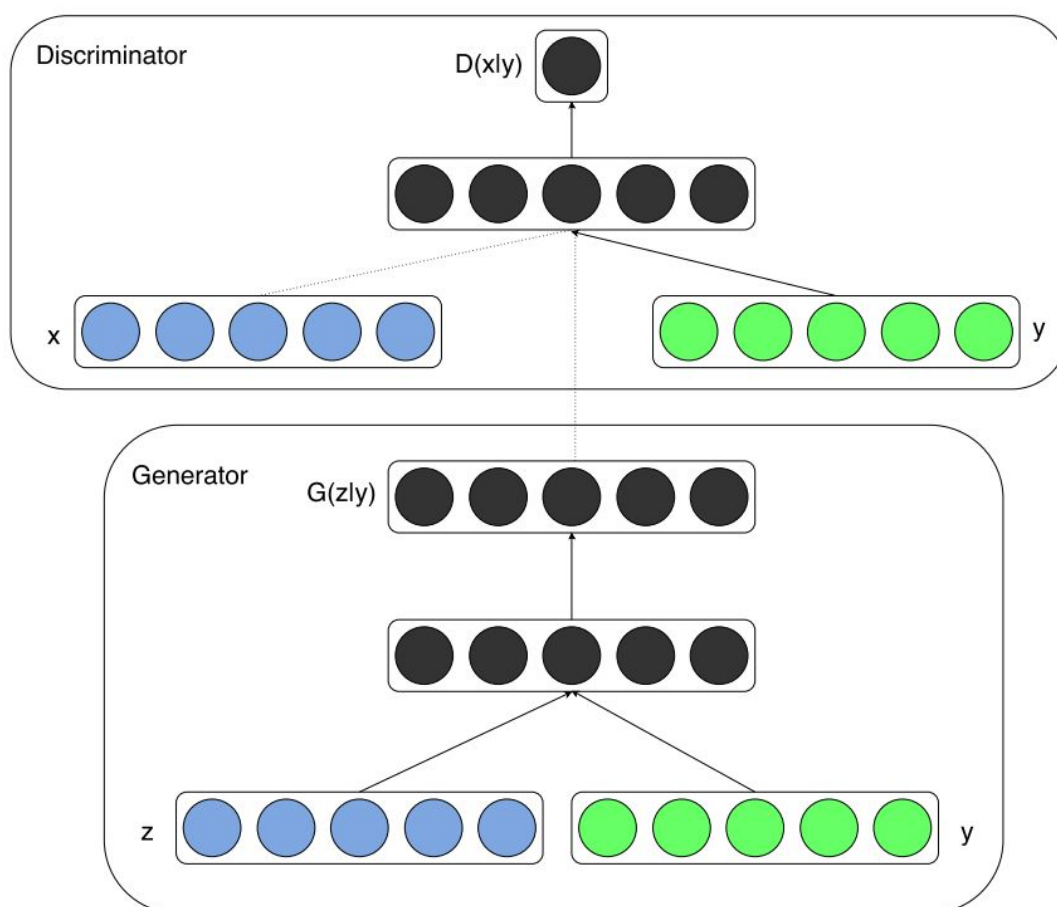 Discriminator
D(x|y)
x
y
Generator
G(z|y)
z
y